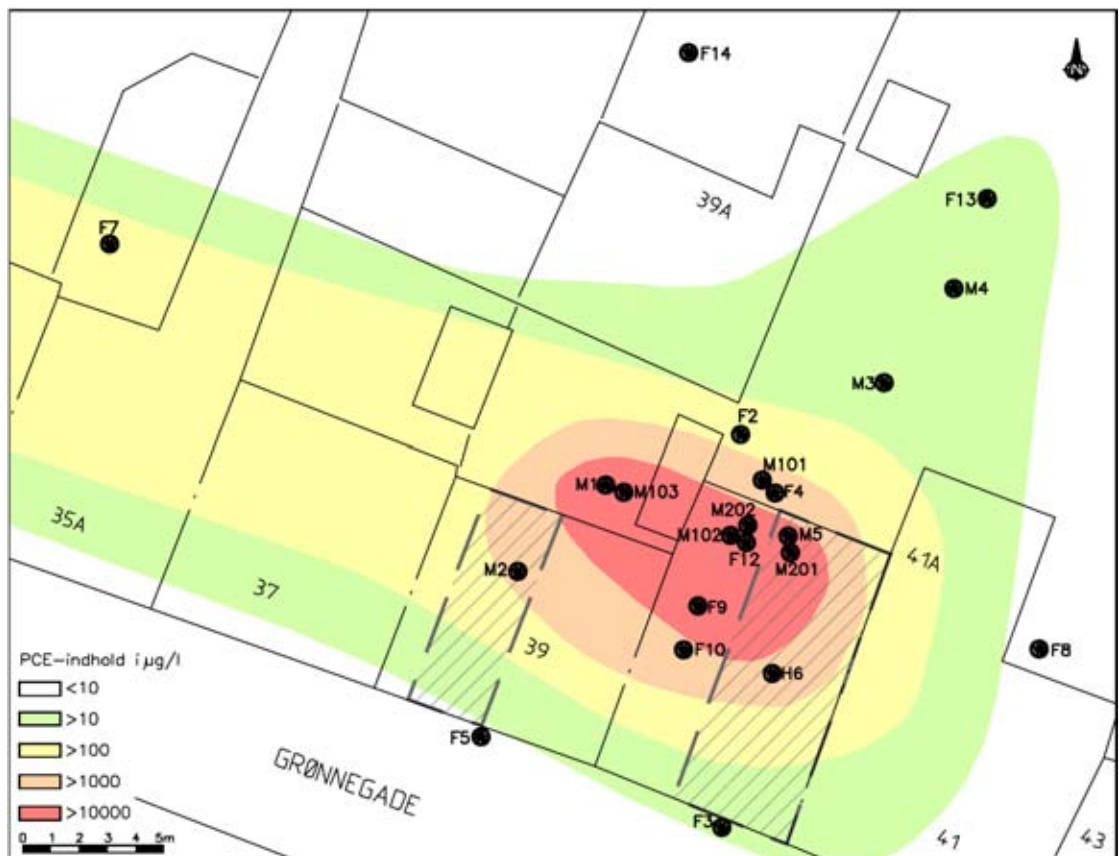 F14
N
39A
F13
F7
M4
M3
F2
M101
M1
M103
F4
M202
M102
M5
F12
M201
41A
35A
M2
37
F9
39
F10
F8
H6
PCE-indhold i µg/l
<10
>10
>100
>1000
>10000
F5
GRØNNEGADE
F3
41
43
0 1 2 3 4 5m